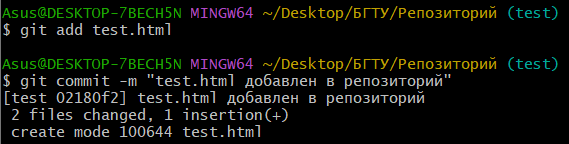 Asus@DESKTOP-7BECH5N MINGW64 ~/Desktop/БГТУ/Репозиторий (test)
$ git add test.html
Asus@DESKTOP-7BECH5N MINGW64 ~/Desktop/БГТУ/Репозиторий (test)
$ git commit -m "test.html добавлен в репозиторий"
[test 02180f2] test.html добавлен в репозиторий
2 files changed, 1 insertion(+)
create mode 100644 test.html